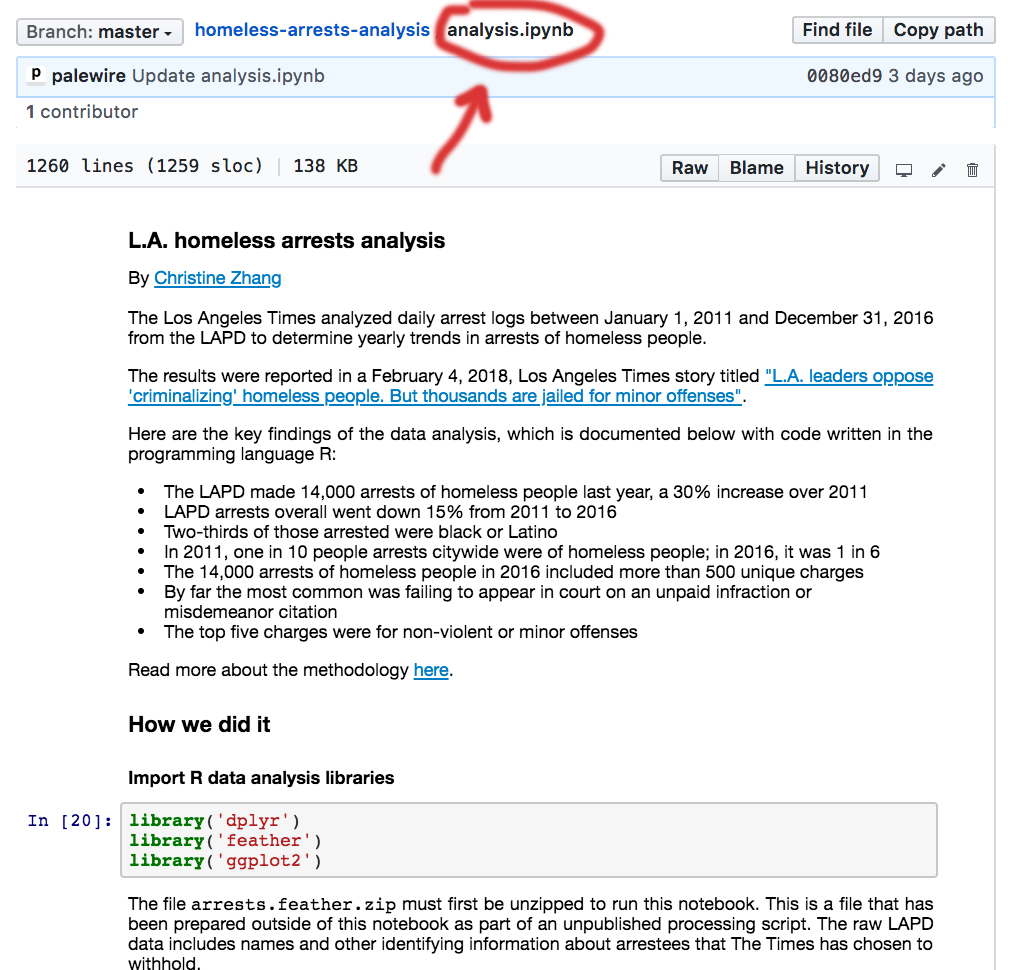 Branch: master homeless-arrests-analysis analysis.ipynb Find file Copy path
p palewire Update analysis.ipynb 0080ed9 3 days ago
1 contributor
1260 lines (1259 sloc) | 138 KB Raw Blame History
L.A. homeless arrests analysis
By Christine Zhang
The Los Angeles Times analyzed daily arrest logs between January 1, 2011 and December 31, 2016
from the LAPD to determine yearly trends in arrests of homeless people.
The results were reported in a February 4, 2018, Los Angeles Times story titled "L.A. leaders oppose
'criminalizing' homeless people. But thousands are jailed for minor offenses".
Here are the key findings of the data analysis, which is documented below with code written in the
programming language R:
• The LAPD made 14,000 arrests of homeless people last year, a 30% increase over 2011
• LAPD arrests overall went down 15% from 2011 to 2016
• Two-thirds of those arrested were black or Latino
• In 2011, one in 10 people arrests citywide were of homeless people; in 2016, it was 1 in 6
• The 14,000 arrests of homeless people in 2016 included more than 500 unique charges
• By far the most common was failing to appear in court on an unpaid infraction or
misdemeanor citation
• The top five charges were for non-violent or minor offenses
Read more about the methodology here.
How we did it
Import R data analysis libraries
In [20]: library('dplyr')
library('feather')
library('ggplot2')
The file arrests.feather.zip must first be unzipped to run this notebook. This is a file that has
been prepared outside of this notebook as part of an unpublished processing script. The raw LAPD
data includes names and other identifying information about arrestees that The Times has chosen to
withhold.